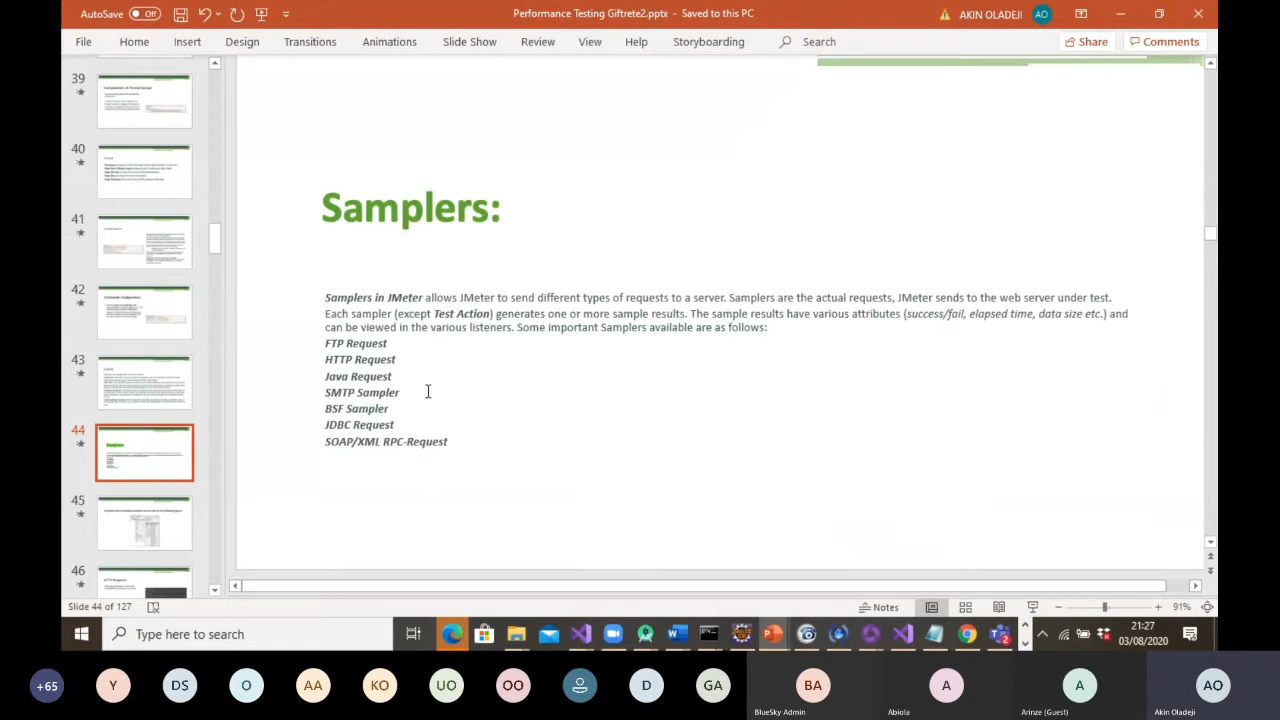 AutoSave Off Performance Testing Giftrete2.pptx - Saved to this PC AKIN OLADEJI AO
File Home Insert Design Transitions Animations Slide Show Review View Help Storyboarding Search Share Comments
39
40
41
42
43
44
45
46
Samplers:
Samplers in JMeter allows JMeter to send different types of requests to a server. Samplers are the actual requests, JMeter sends to the web server under test.
Each sampler (except Test Action) generates one or more sample results. The sample results have various attributes (success/fail, elapsed time, data size etc.) and
can be viewed in the various listeners. Some important Samplers available are as follows:
FTP Request
HTTP Request
Java Request
SMTP Sampler
BSF Sampler
JDBC Request
SOAP/XML RPC-Request
Slide 44 of 127 Notes 91%
Type here to search 21:27
03/08/2020
+65 Y DS O AA KO UO OO D GA BA A A AO
BlueSky Admin Abiola Arinze (Guest) Akin Oladeji